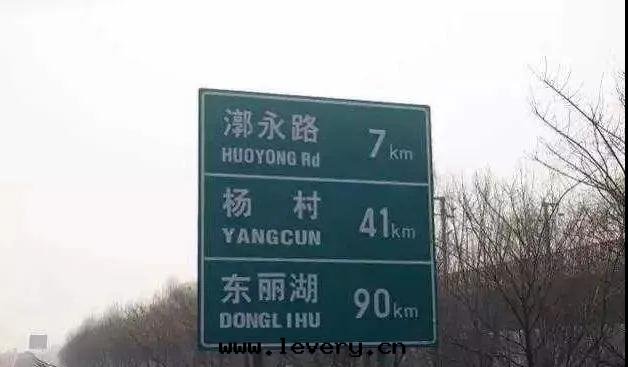 漷永路 7km
HUOYONG Rd
杨村 41km
YANGCUN
东丽湖 90km
DONGLIHU
www.levery.cn